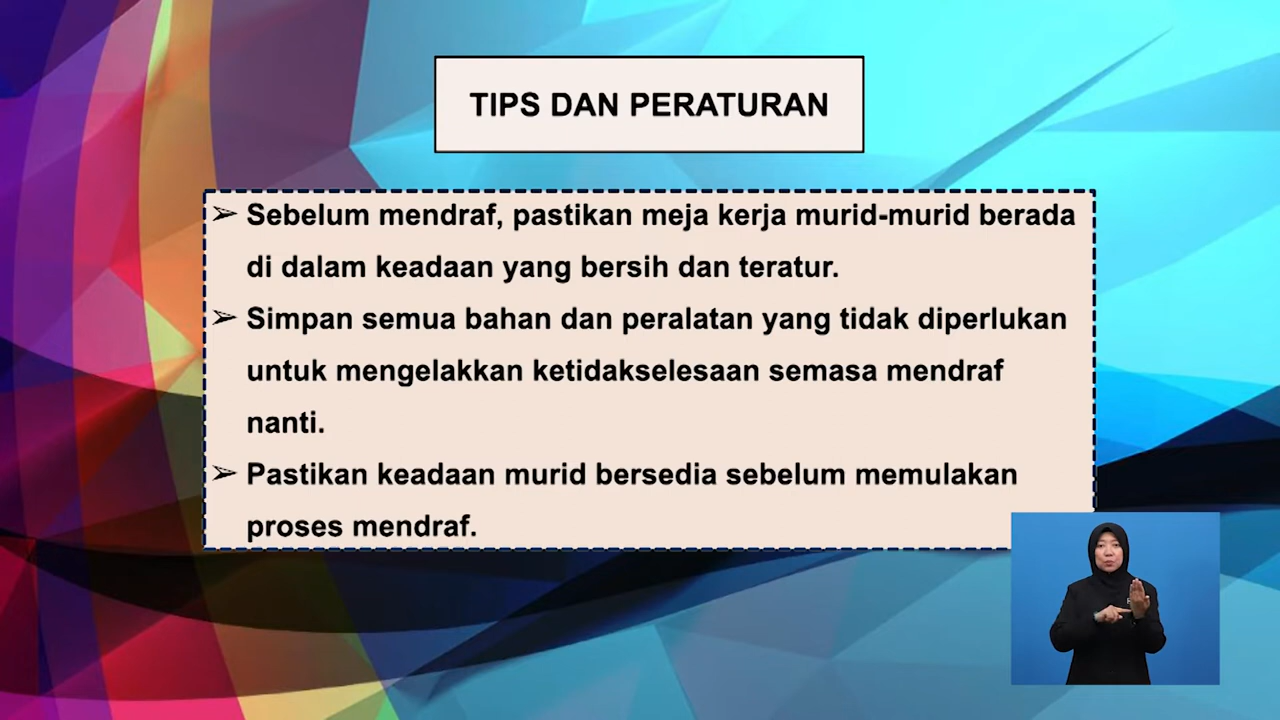 TIPS DAN PERATURAN
➢ Sebelum mendraf, pastikan meja kerja murid-murid berada
di dalam keadaan yang bersih dan teratur.
➢ Simpan semua bahan dan peralatan yang tidak diperlukan
untuk mengelakkan ketidakselesaan semasa mendraf
nanti.
➢ Pastikan keadaan murid bersedia sebelum memulakan
proses mendraf.